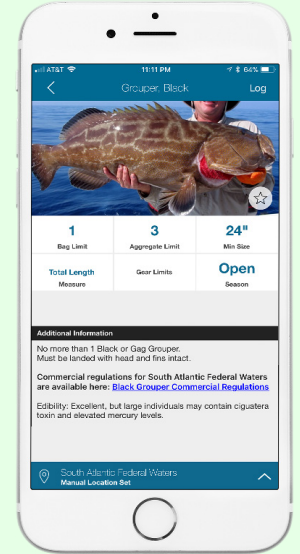 AT&T 11:11 PM 64%
Grouper, Black Log
1 3 24"
Bag Limit Aggregate Limit Min Size
Total Length Gear Limits Open
Measure Season
Additional Information
No more than 1 Black or Gag Grouper.
Must be landed with head and fins intact.
Commercial regulations for South Atlantic Federal Waters
are available here: Black Grouper Commercial Regulations
Edibility: Excellent, but large individuals may contain ciguatera
toxin and elevated mercury levels.
South Atlantic Federal Waters
Manual Location Set